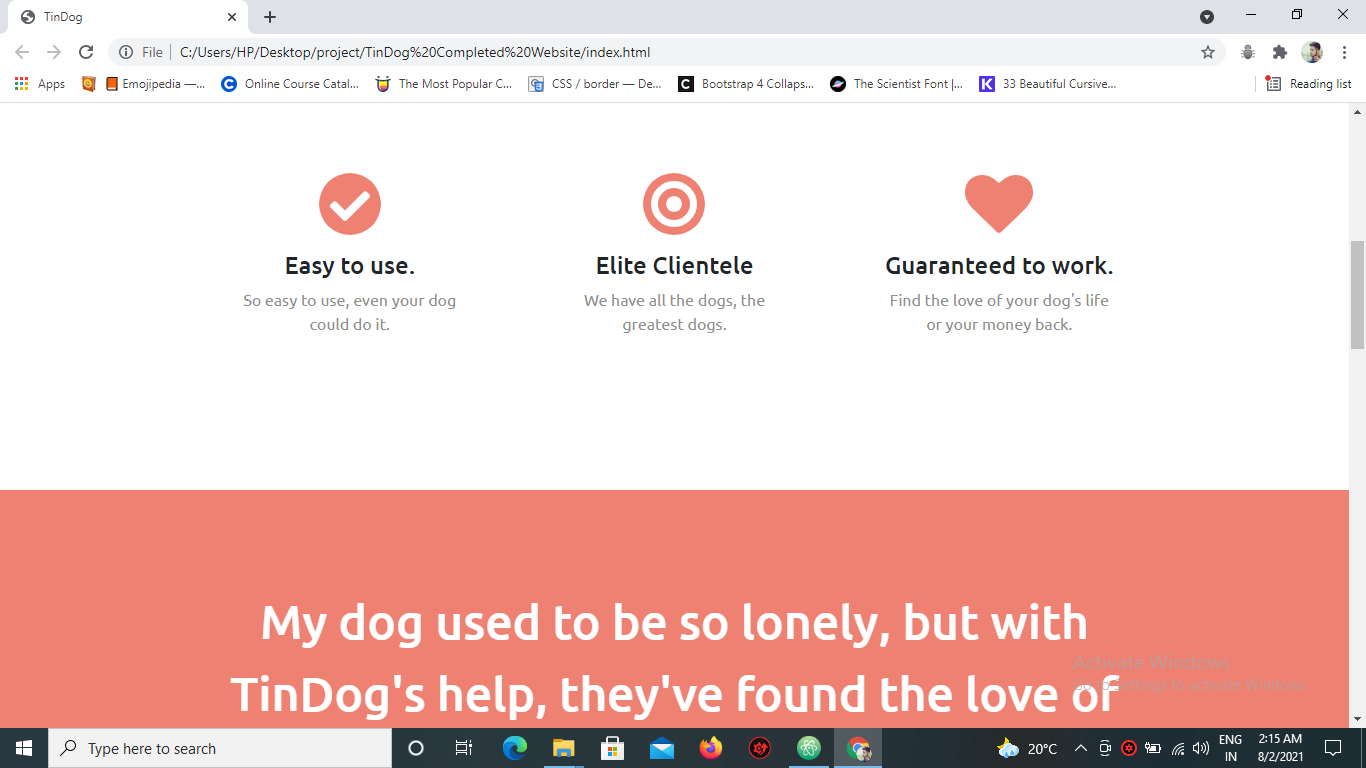 TinDog
File
C:/Users/HP/Desktop/project/TinDog%20Completed%20Website/index.html
Apps
Emojipedia —...
Online Course Catal...
The Most Popular C...
CSS / border — De...
Bootstrap 4 Collaps...
The Scientist Font |...
33 Beautiful Cursive...
Reading list
Easy to use.
So easy to use, even your dog
could do it.
Elite Clientele
We have all the dogs, the
greatest dogs.
Guaranteed to work.
Find the love of your dog's life
or your money back.
My dog used to be so lonely, but with
TinDog's help, they've found the love of
Activate Windows
Go to Settings to activate Windows.
Type here to search
20°C
ENG
IN
2:15 AM
8/2/2021